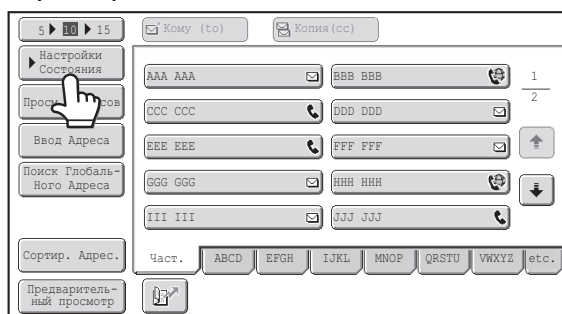 5 10 15
Кому (to)
Копия(cc)
Настройки
Состояния
AAA AAA
BBB BBB
1
2
CCC CCC
DDD DDD
Ввод Адреса
EEE EEE
FFF FFF
Поиск Глобаль-
Ного Адреса
GGG GGG
HHH HHH
III III
JJJ JJJ
Сортир. Адрес.
Част.
ABCD
EFGH
IJKL
MNOP
QRSTU
VWXYZ
etc.
Предваритель-
ный просмотр